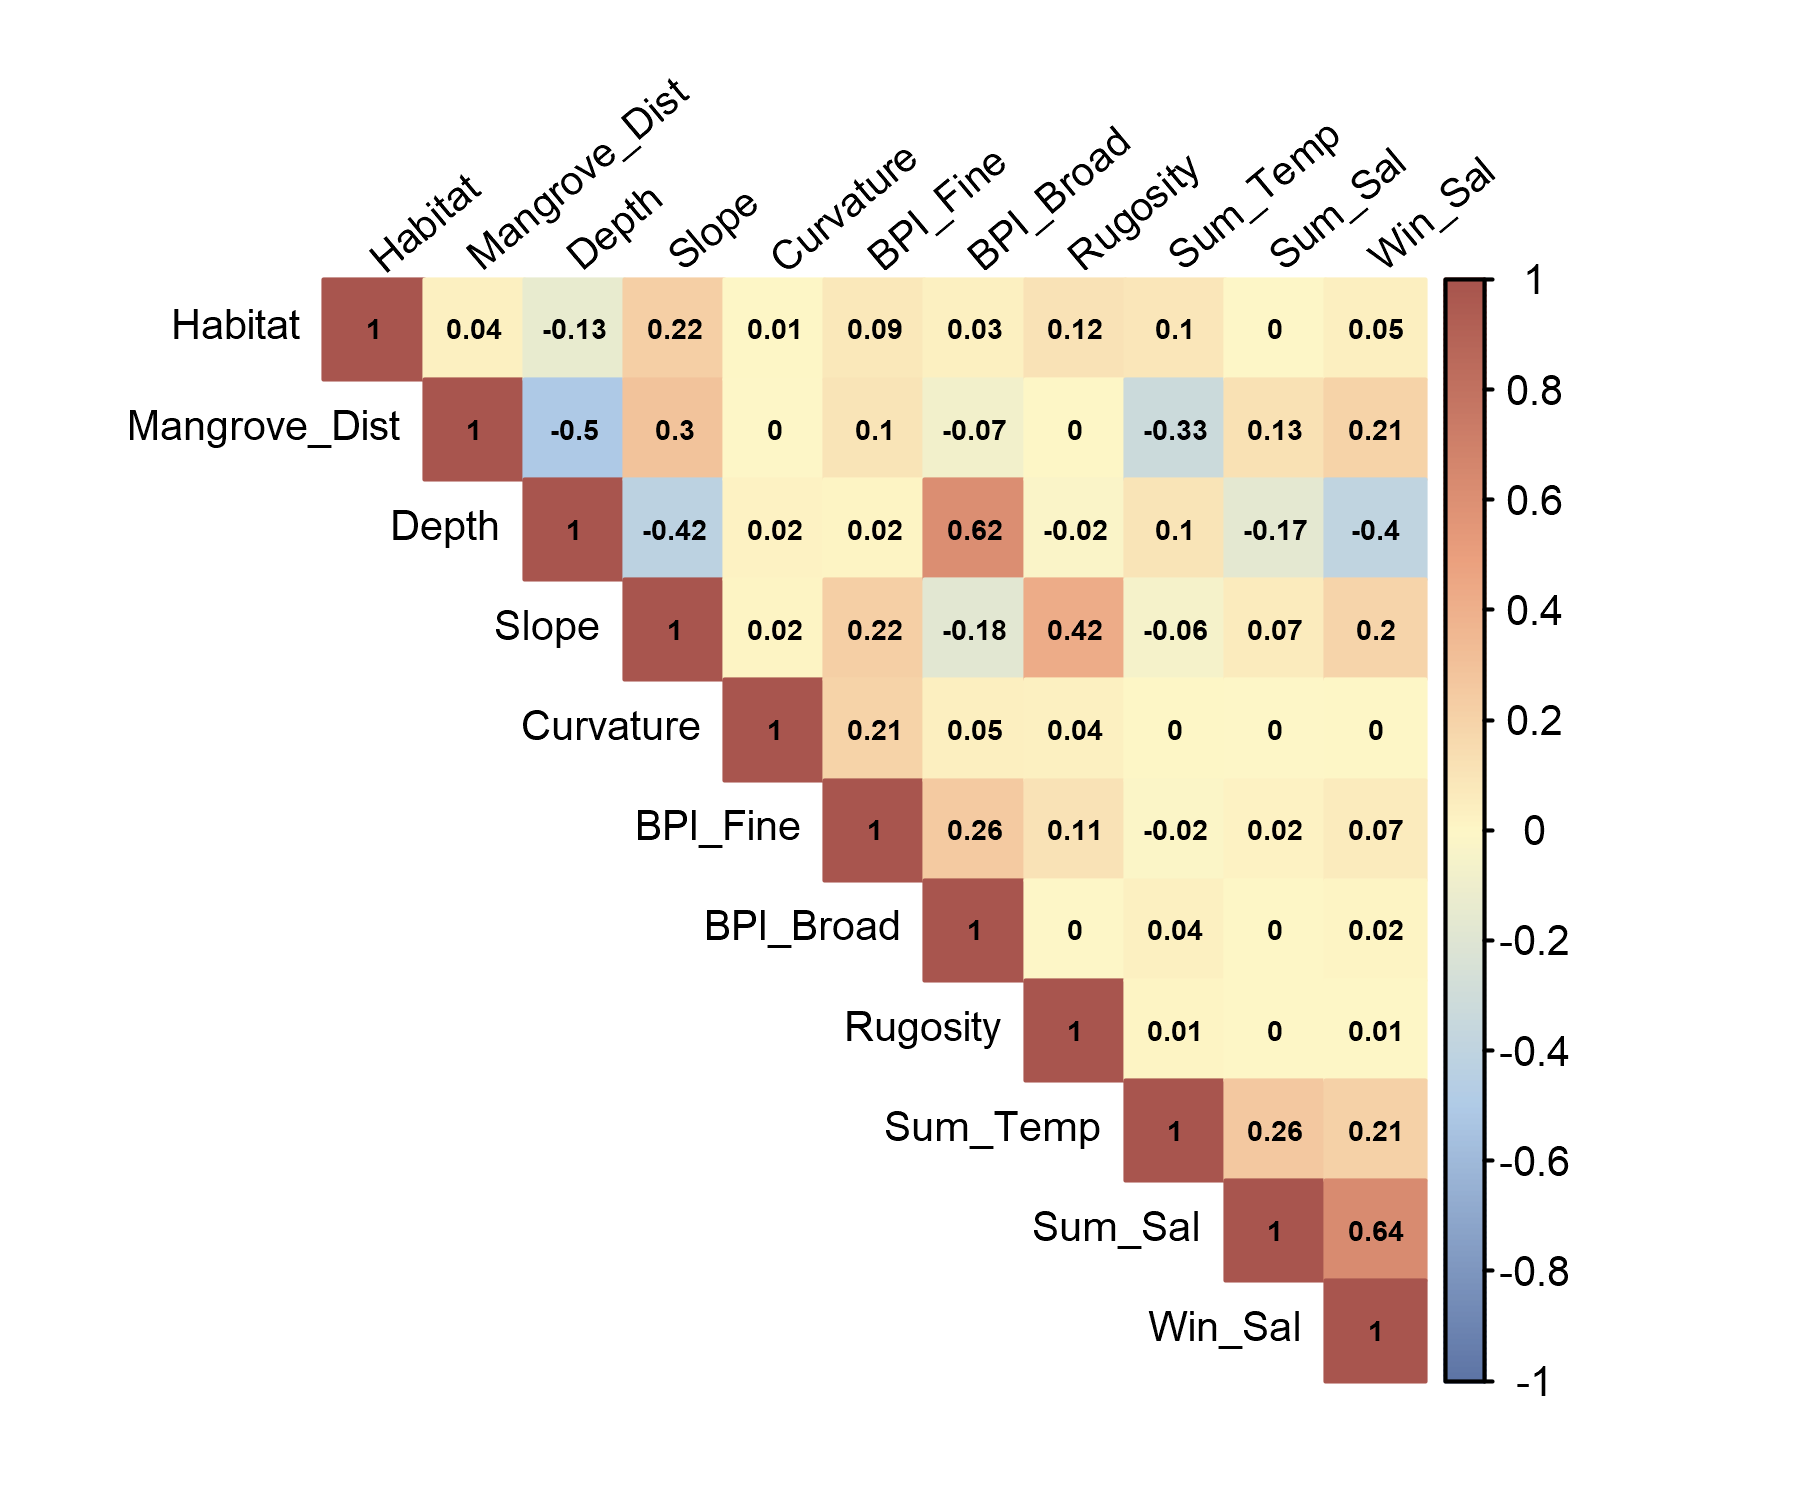 Habitat Mangrove_Dist Depth Slope Curvature BPI_Fine BPI_Broad Rugosity Sum_Temp Sum_Sal Win_Sal
Habitat 1 0.04 -0.13 0.22 0.01 0.09 0.03 0.12 0.1 0 0.05
Mangrove_Dist 1 -0.5 0.3 0 0.1 -0.07 0 -0.33 0.13 0.21
Depth 1 -0.42 0.02 0.02 0.62 -0.02 0.1 -0.17 -0.4
Slope 1 0.02 0.22 -0.18 0.42 -0.06 0.07 0.2
Curvature 1 0.21 0.05 0.04 0 0 0
BPI_Fine 1 0.26 0.11 -0.02 0.02 0.07
BPI_Broad 1 0 0.04 0 0.02
Rugosity 1 0.01 0 0.01
Sum_Temp 1 0.26 0.21
Sum_Sal 1 0.64
Win_Sal 1
1
0.8
0.6
0.4
0.2
0
-0.2
-0.4
-0.6
-0.8
-1